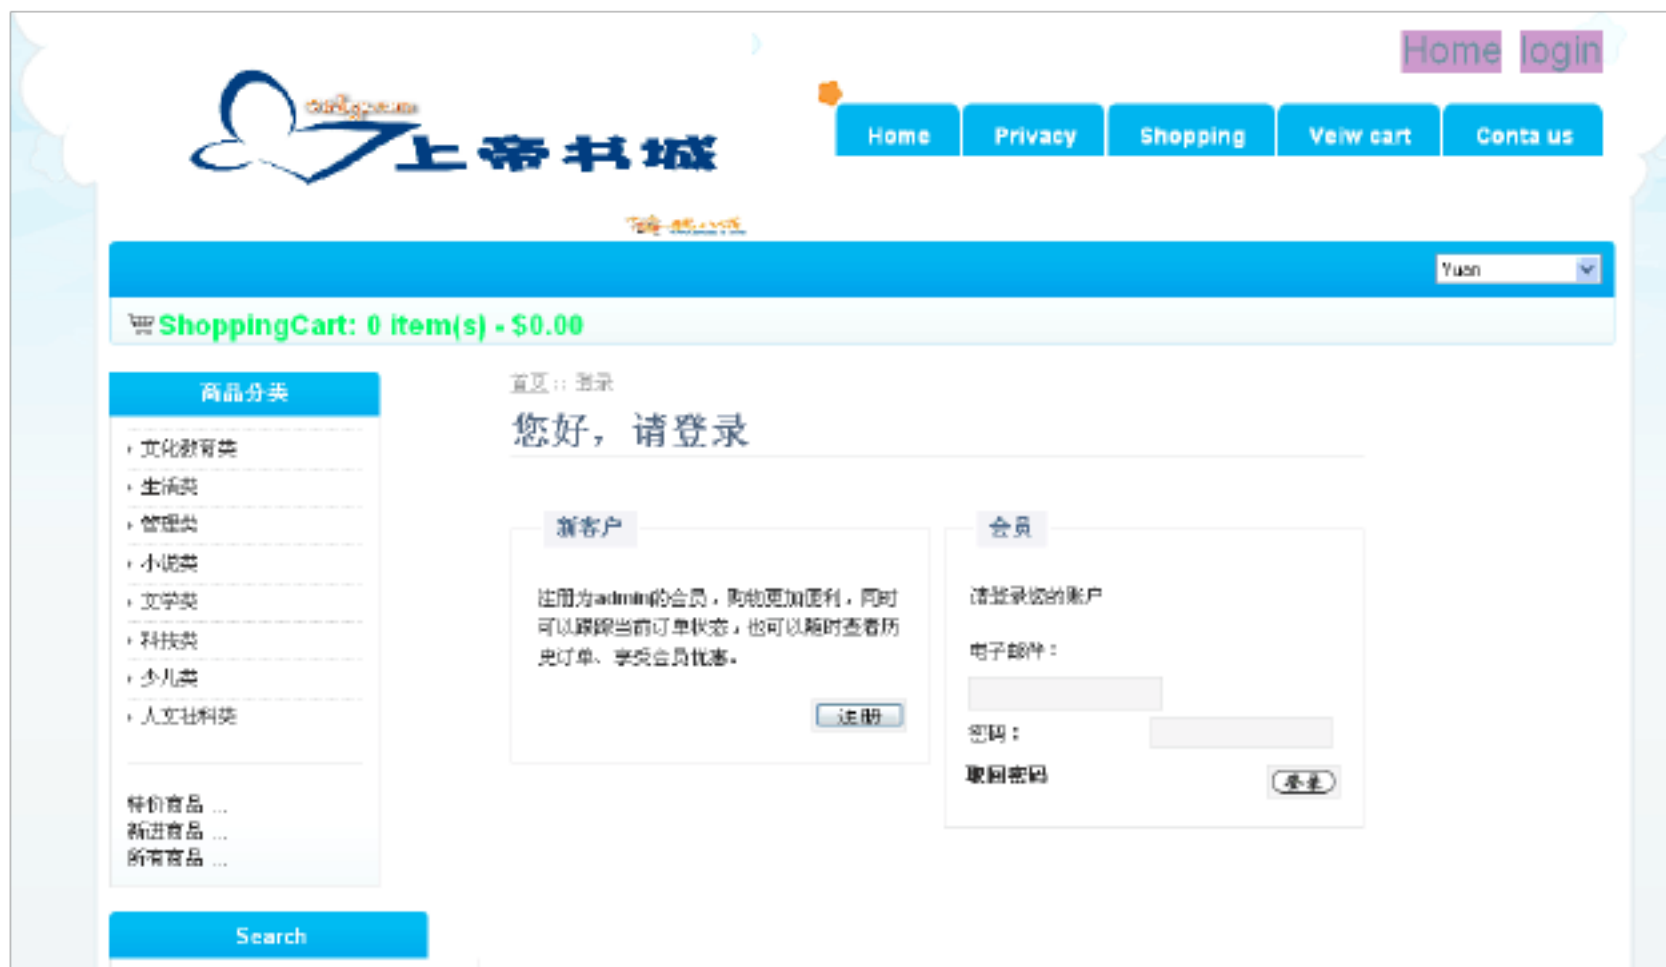 Home login
上帝书城
Home Privacy Shopping Veiw cart Conta us
Yuan
ShoppingCart: 0 item(s) - $0.00
商品分类
文化教育类
生活类
管理类
小说类
文学类
科技类
少儿类
人文社科类
特价商品 ...
新进商品 ...
所有商品 ...
Search
首页 :: 登录
您好，请登录
新客户
注册为admin的会员，购物更加便利，同时
可以跟踪当前订单状态，也可以随时查看历
史订单、享受会员优惠。
注册
会员
请登录您的账户
电子邮件：
密码：
取回密码
登录